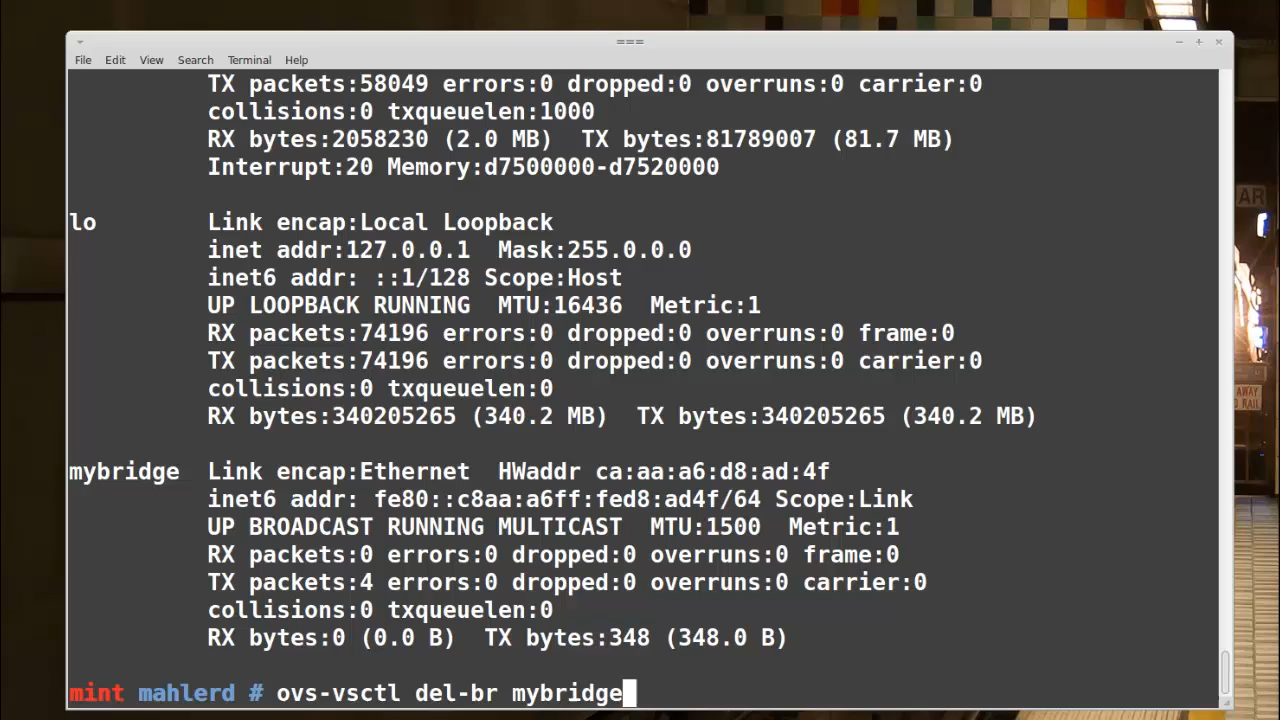 ===
File Edit View Search Terminal Help
TX packets:58049 errors:0 dropped:0 overruns:0 carrier:0
collisions:0 txqueuelen:1000
RX bytes:2058230 (2.0 MB)  TX bytes:81789007 (81.7 MB)
Interrupt:20 Memory:d7500000-d7520000
lo Link encap:Local Loopback
inet addr:127.0.0.1  Mask:255.0.0.0
inet6 addr: ::1/128 Scope:Host
UP LOOPBACK RUNNING  MTU:16436  Metric:1
RX packets:74196 errors:0 dropped:0 overruns:0 frame:0
TX packets:74196 errors:0 dropped:0 overruns:0 carrier:0
collisions:0 txqueuelen:0
RX bytes:340205265 (340.2 MB)  TX bytes:340205265 (340.2 MB)
mybridge Link encap:Ethernet  HWaddr ca:aa:a6:d8:ad:4f
inet6 addr: fe80::c8aa:a6ff:fed8:ad4f/64 Scope:Link
UP BROADCAST RUNNING MULTICAST  MTU:1500  Metric:1
RX packets:0 errors:0 dropped:0 overruns:0 frame:0
TX packets:4 errors:0 dropped:0 overruns:0 carrier:0
collisions:0 txqueuelen:0
RX bytes:0 (0.0 B)  TX bytes:348 (348.0 B)
mint mahlerd # ovs-vsctl del-br mybridge
AR
AWAY
RAIL